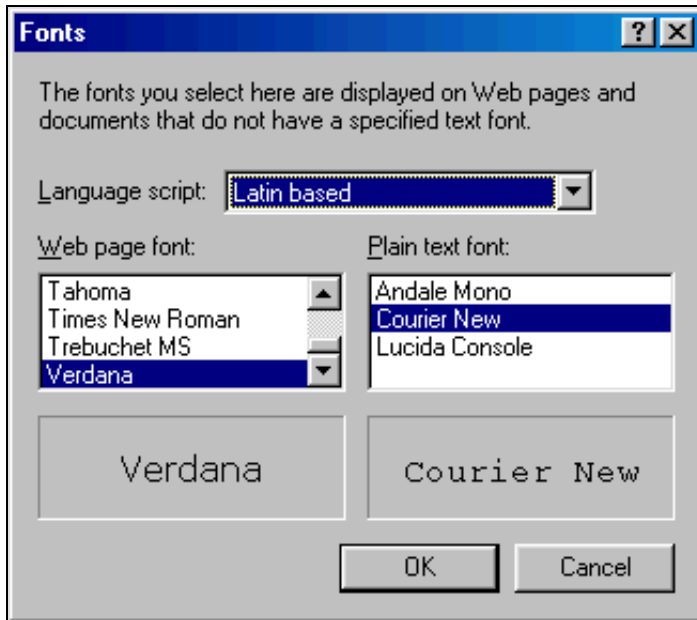 Fonts
The fonts you select here are displayed on Web pages and
documents that do not have a specified text font.
Language script: Latin based
Web page font: Plain text font:
Tahoma Andale Mono
Times New Roman Courier New
Trebuchet MS Lucida Console
Verdana
Verdana Courier New
OK Cancel